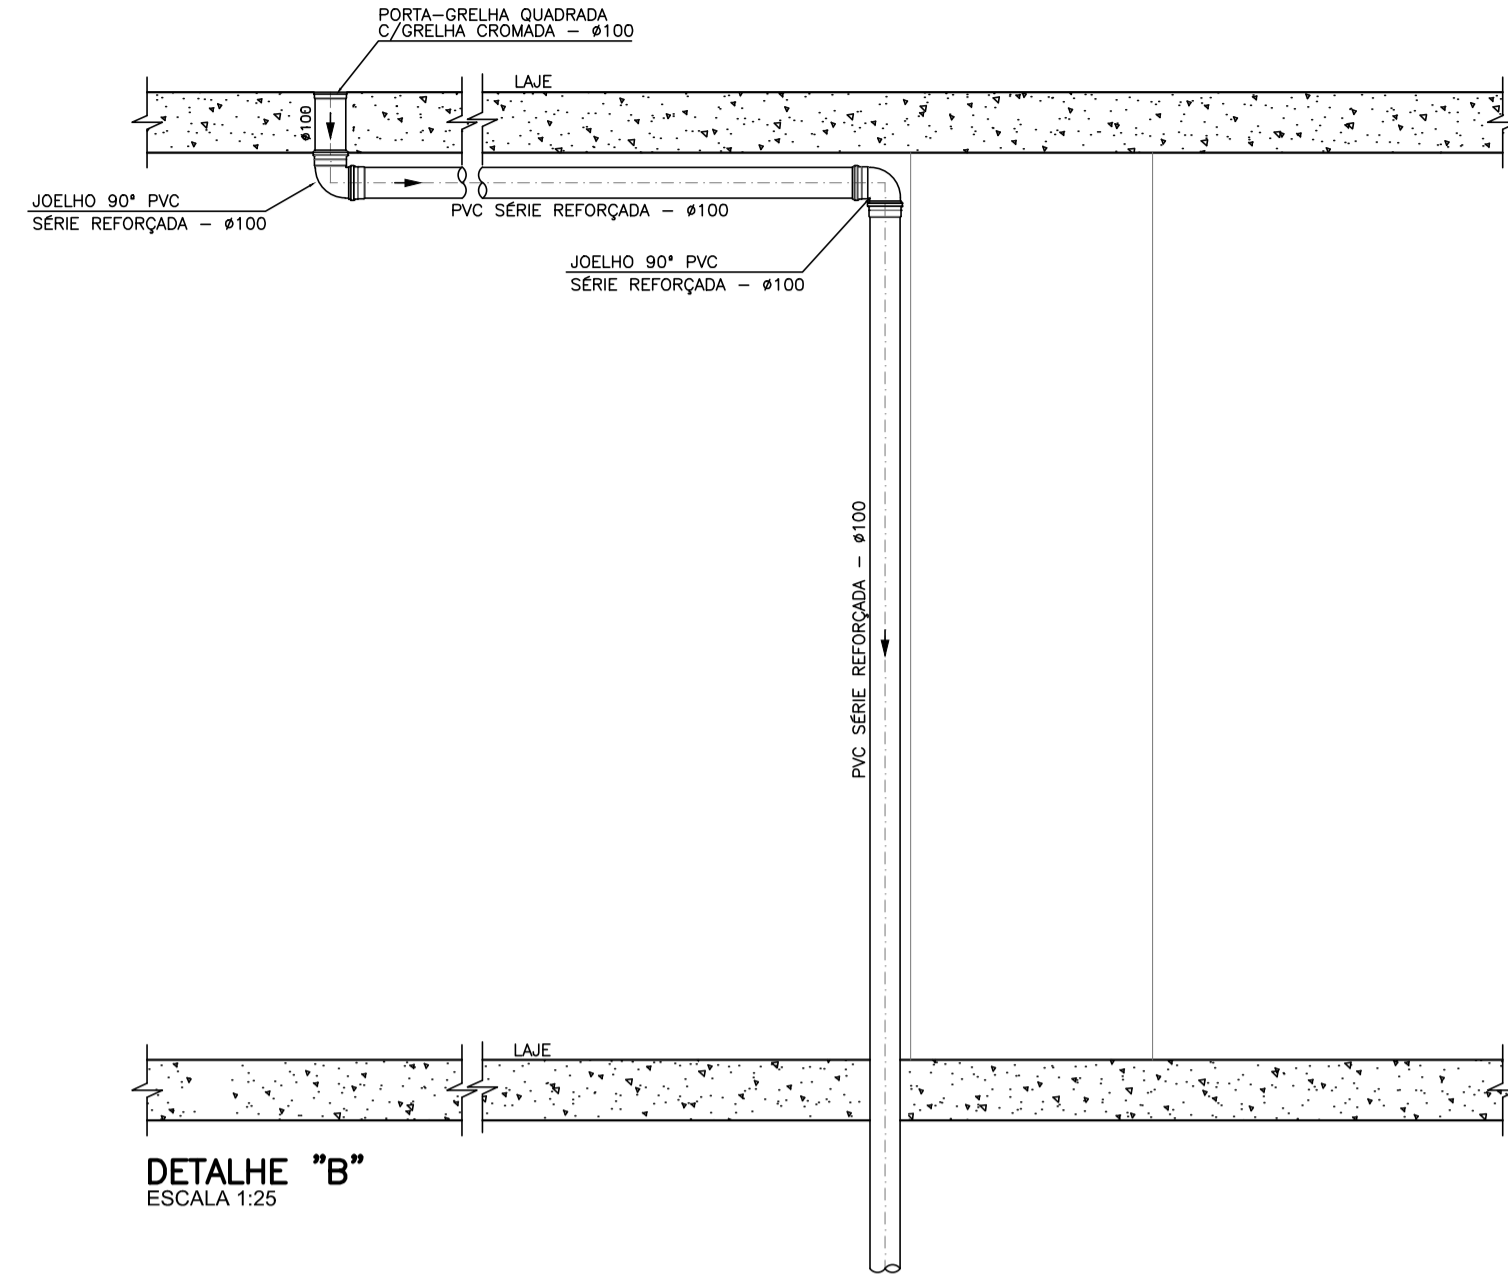 PORTA-GRELHA QUADRADA
C/GRELHA CROMADA - ø100
LAJE
ø100
JOELHO 90° PVC
SÉRIE REFORÇADA - ø100
PVC SÉRIE REFORÇADA - ø100
JOELHO 90° PVC
SÉRIE REFORÇADA - ø100
PVC SÉRIE REFORÇADA - ø100
LAJE
DETALHE "B"
ESCALA 1:25